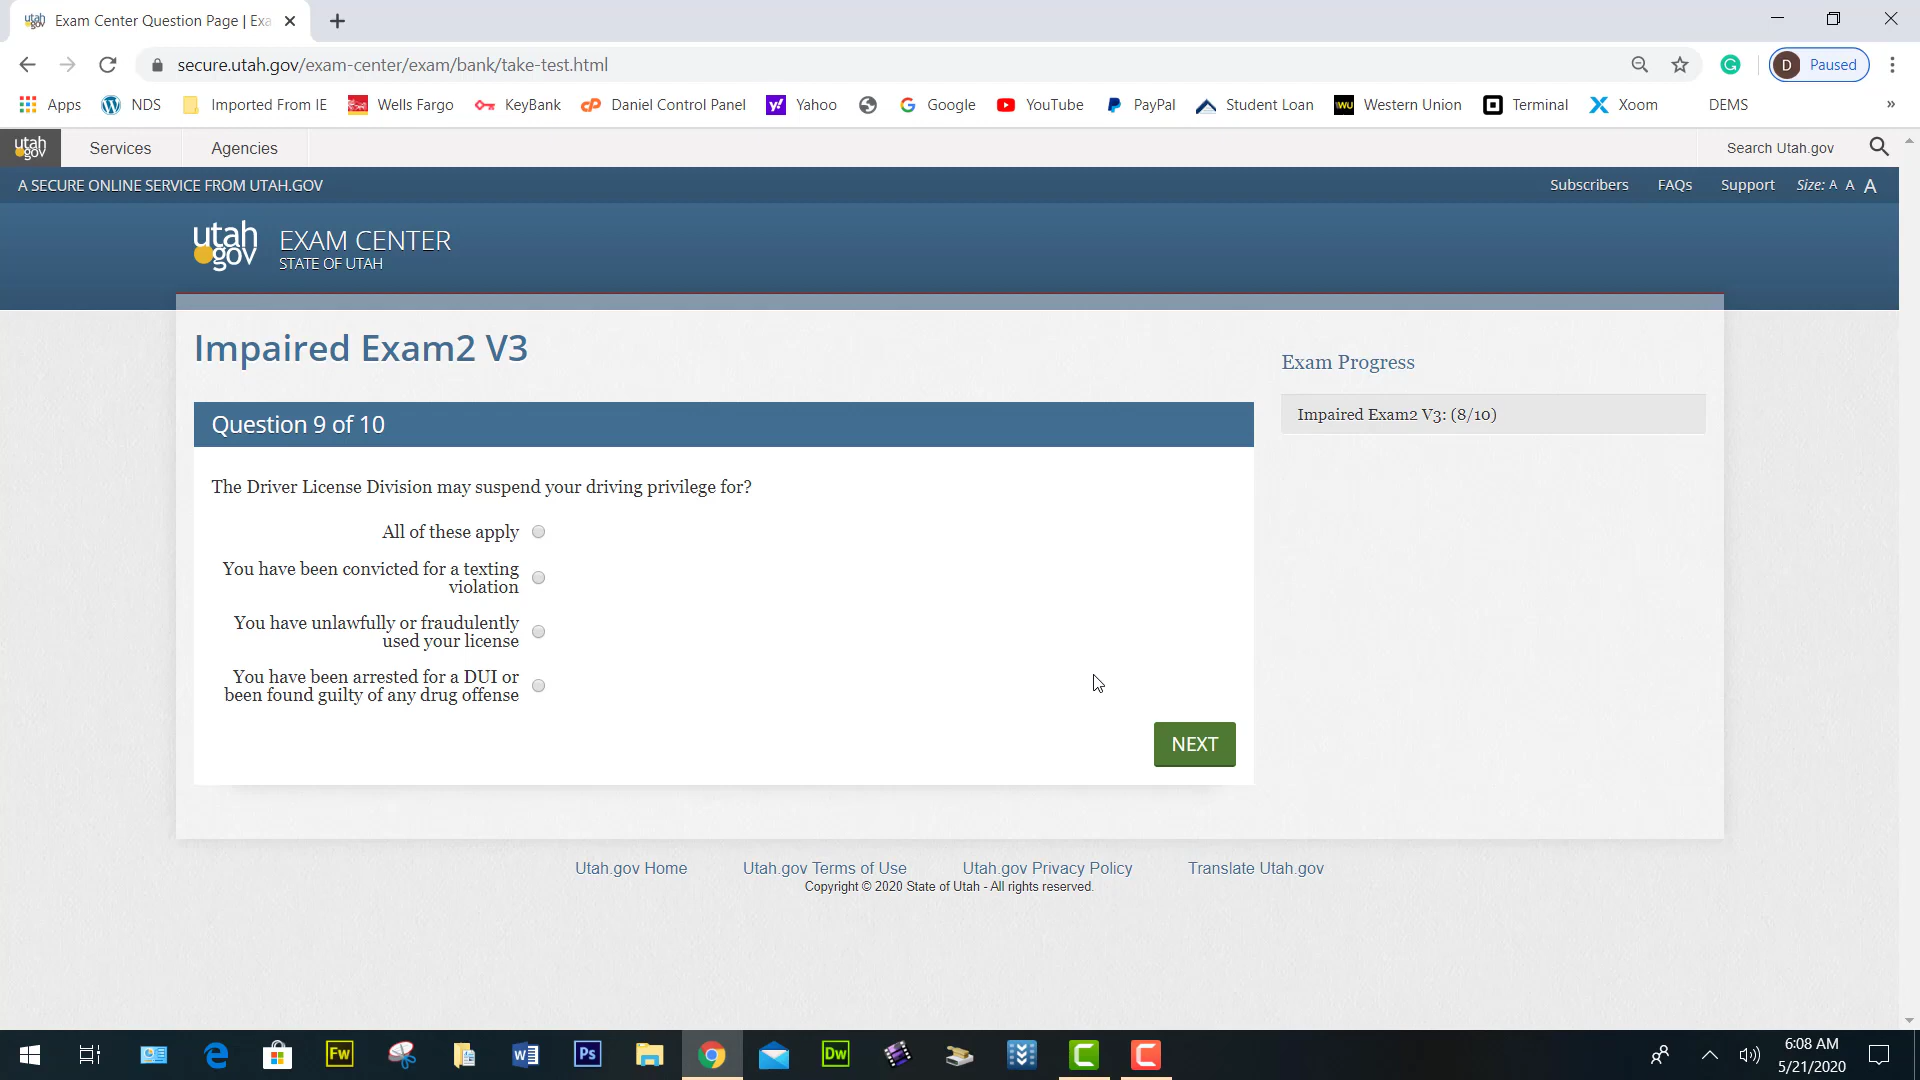 Exam Center Question Page | Exa
secure.utah.gov/exam-center/exam/bank/take-test.html
D Paused
Apps NDS Imported From IE Wells Fargo KeyBank Daniel Control Panel Yahoo Google YouTube PayPal Student Loan Western Union Terminal Xoom DEMS »
utah gov Services Agencies Search Utah.gov
A SECURE ONLINE SERVICE FROM UTAH.GOV Subscribers FAQs Support Size: A A A
utah gov EXAM CENTER
STATE OF UTAH
Impaired Exam2 V3
Exam Progress
Impaired Exam2 V3: (8/10)
Question 9 of 10
The Driver License Division may suspend your driving privilege for?
All of these apply
You have been convicted for a texting
violation
You have unlawfully or fraudulently
used your license
You have been arrested for a DUI or
been found guilty of any drug offense
NEXT
Utah.gov Home Utah.gov Terms of Use Utah.gov Privacy Policy Translate Utah.gov
Copyright © 2020 State of Utah - All rights reserved.
Fw Ps Dw
6:08 AM
5/21/2020